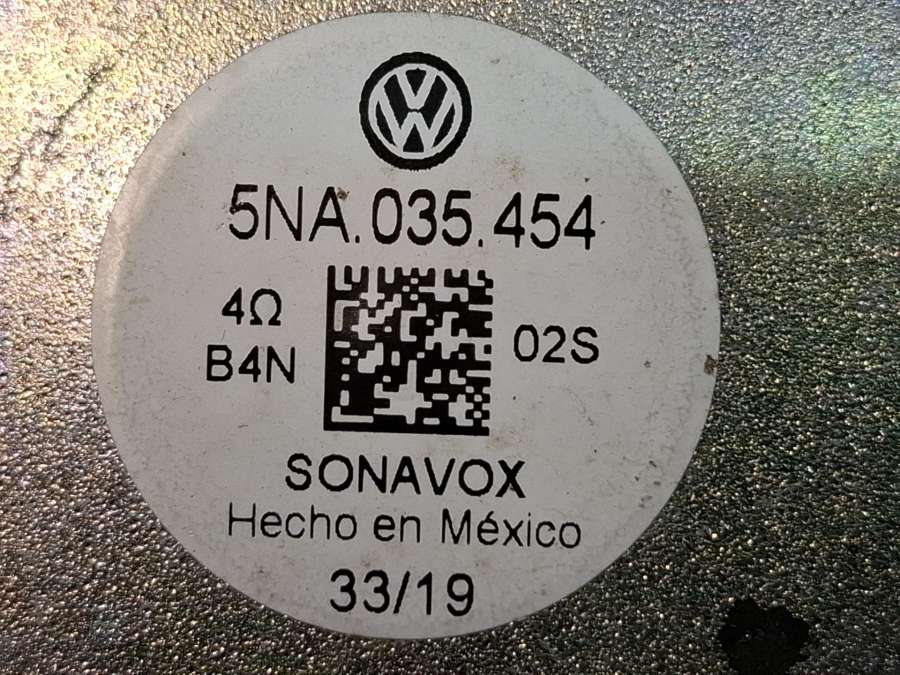 5NA.035.454
4Ω
B4N
02S
SONAVOX
Hecho en México
33/19